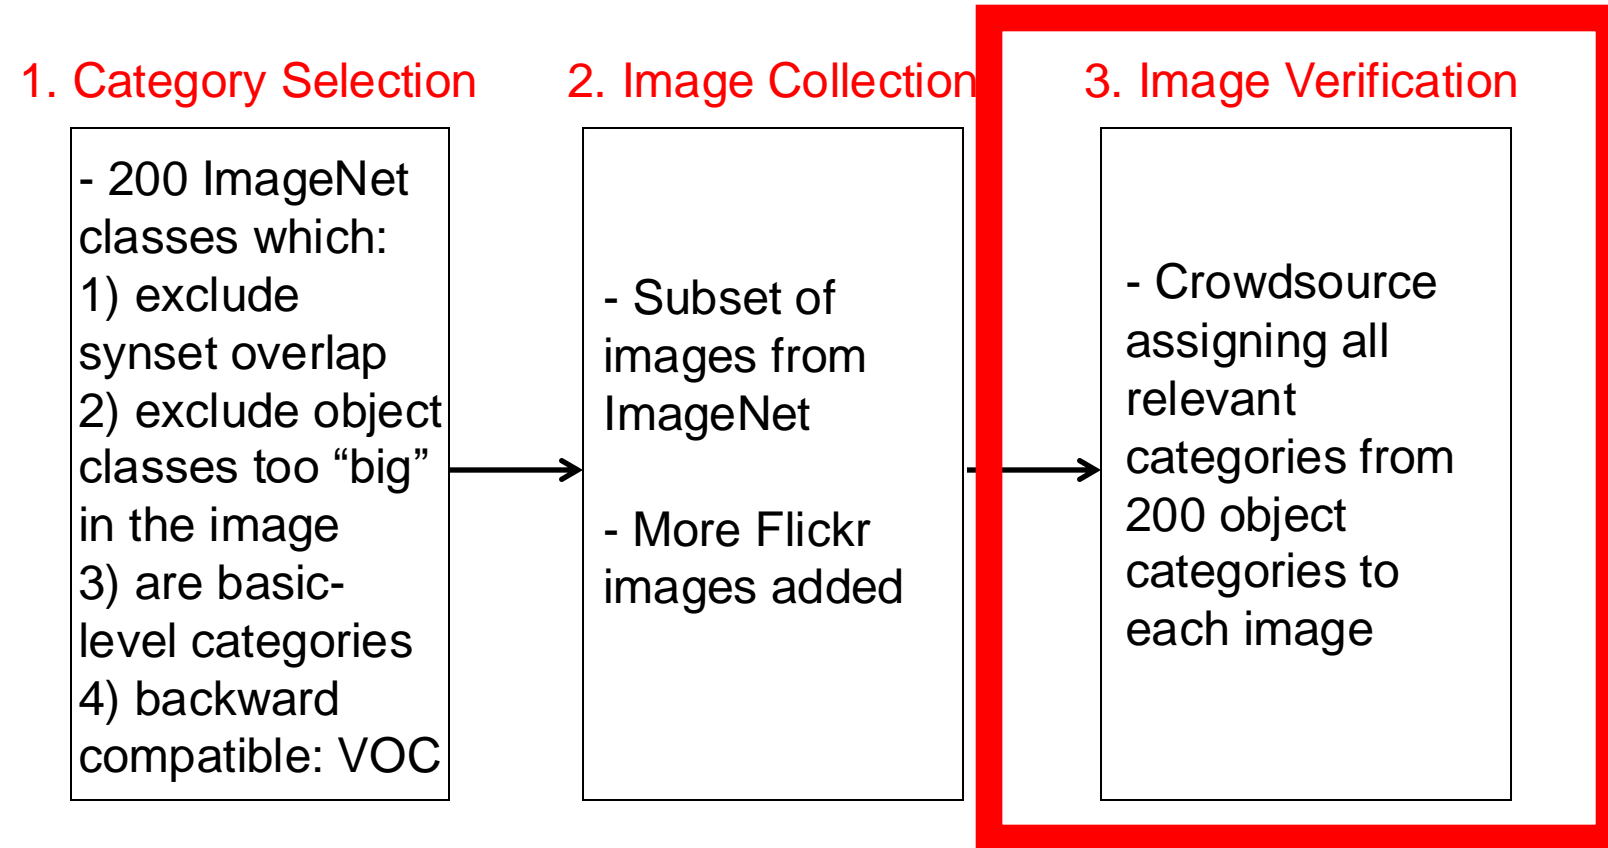 1. Category Selection
- 200 ImageNet
classes which:
1) exclude
synset overlap
2) exclude object
classes too “big”
in the image
3) are basic-
level categories
4) backward
compatible: VOC
2. Image Collection
- Subset of
images from
ImageNet
- More Flickr
images added
3. Image Verification
- Crowdsource
assigning all
relevant
categories from
200 object
categories to
each image